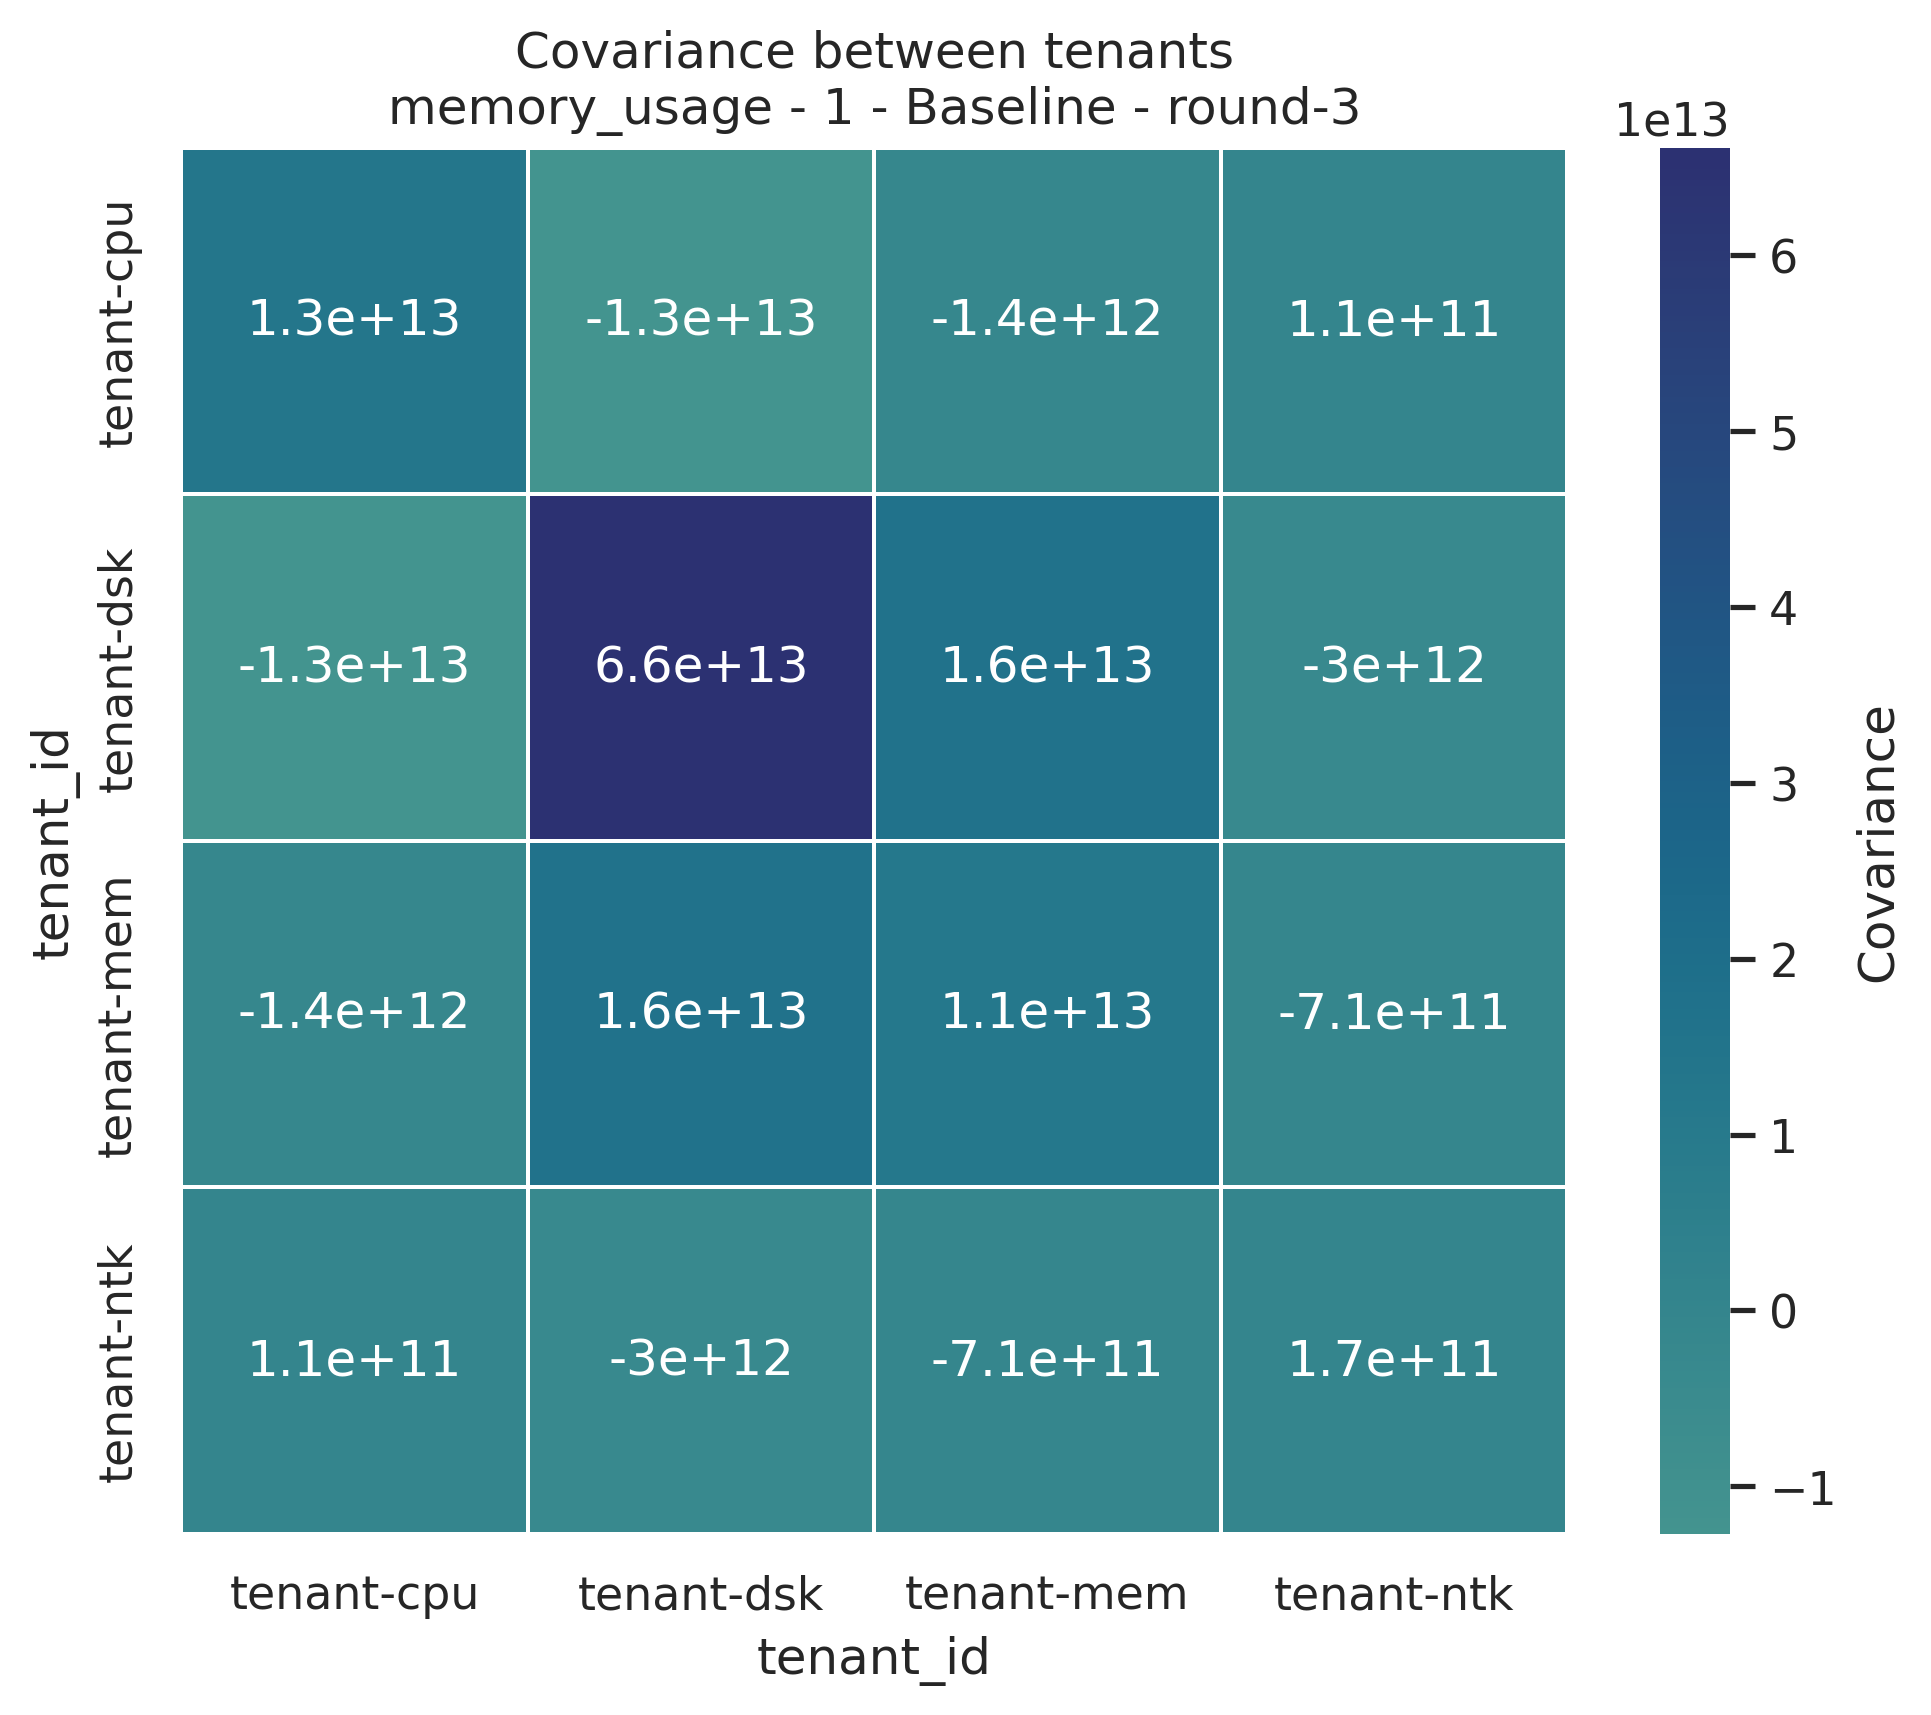 Covariance between tenants
memory_usage - 1 - Baseline - round-3
1e13
tenant_id
tenant-cpu
1.3e+13 -1.3e+13 -1.4e+12 1.1e+11
tenant-dsk
-1.3e+13 6.6e+13 1.6e+13 -3e+12
tenant-mem
-1.4e+12 1.6e+13 1.1e+13 -7.1e+11
tenant-ntk
1.1e+11 -3e+12 -7.1e+11 1.7e+11
tenant-cpu tenant-dsk tenant-mem tenant-ntk
tenant_id
6
5
4
3
2
1
0
−1
Covariance